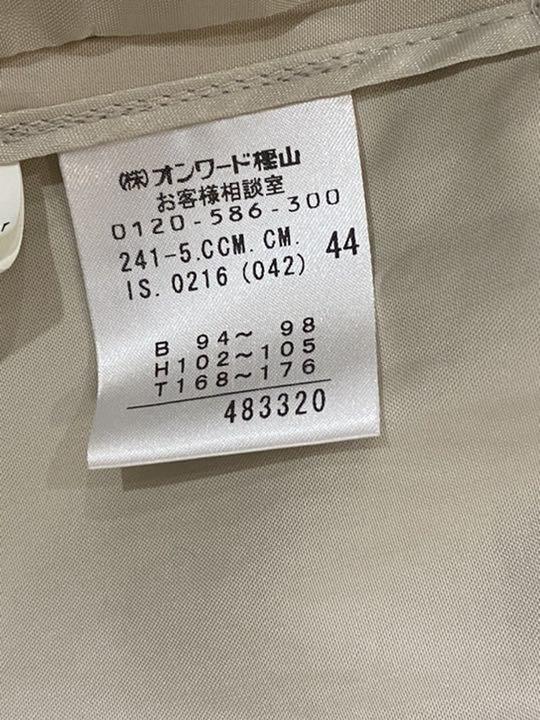 (株)オンワード樫山
お客様相談室
0120-586-300
241-5.CCM.CM. 44
IS.0216(042)
B 94～ 98
H102～105
T168～176
483320
r